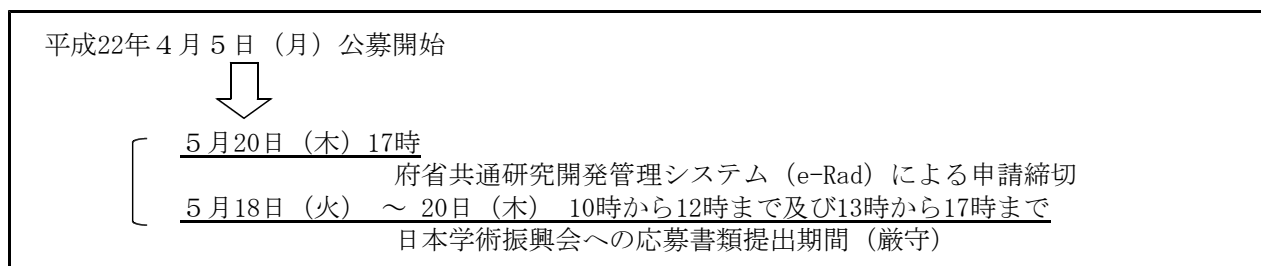 平成22年４月５日（月）公募開始
５月20日（木）17時
府省共通研究開発管理システム（e-Rad）による申請締切
５月18日（火） ～ 20日（木） 10時から12時まで及び13時から17時まで
日本学術振興会への応募書類提出期間（厳守）